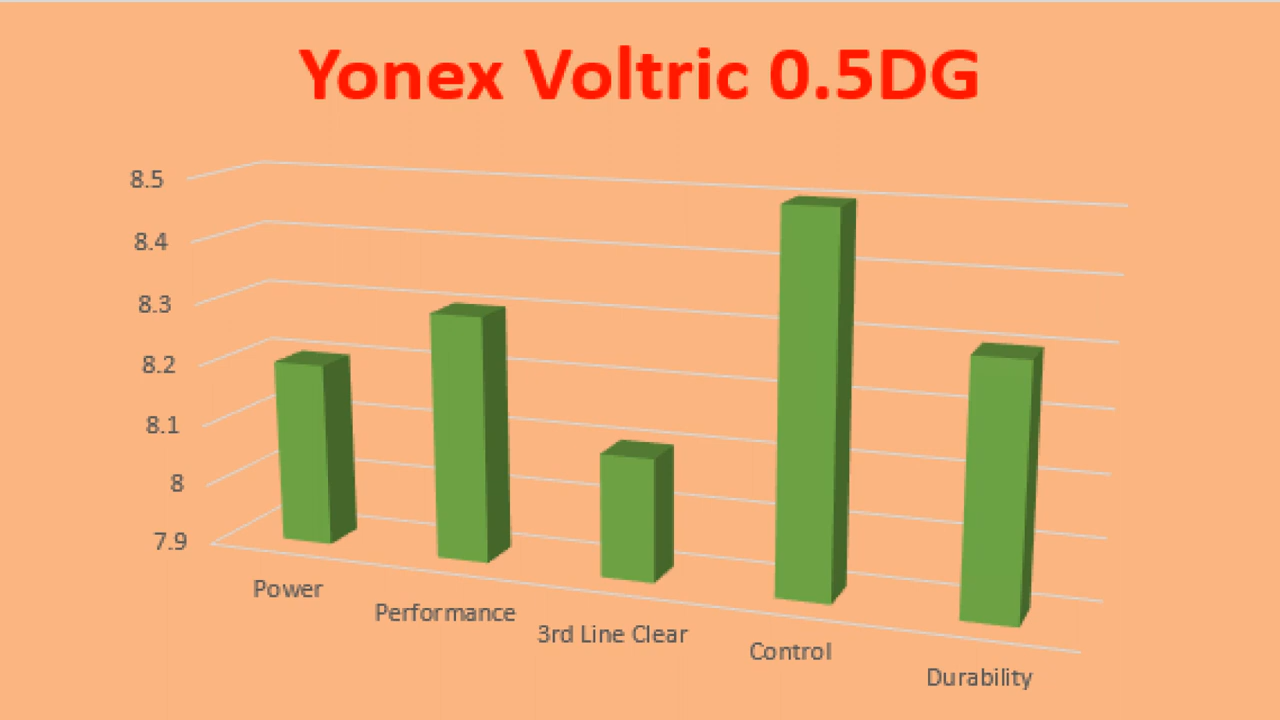 Yonex Voltric 0.5DG
8.5
8.4
8.3
8.2
8.1
8
7.9
Power
Performance
3rd Line Clear
Control
Durability